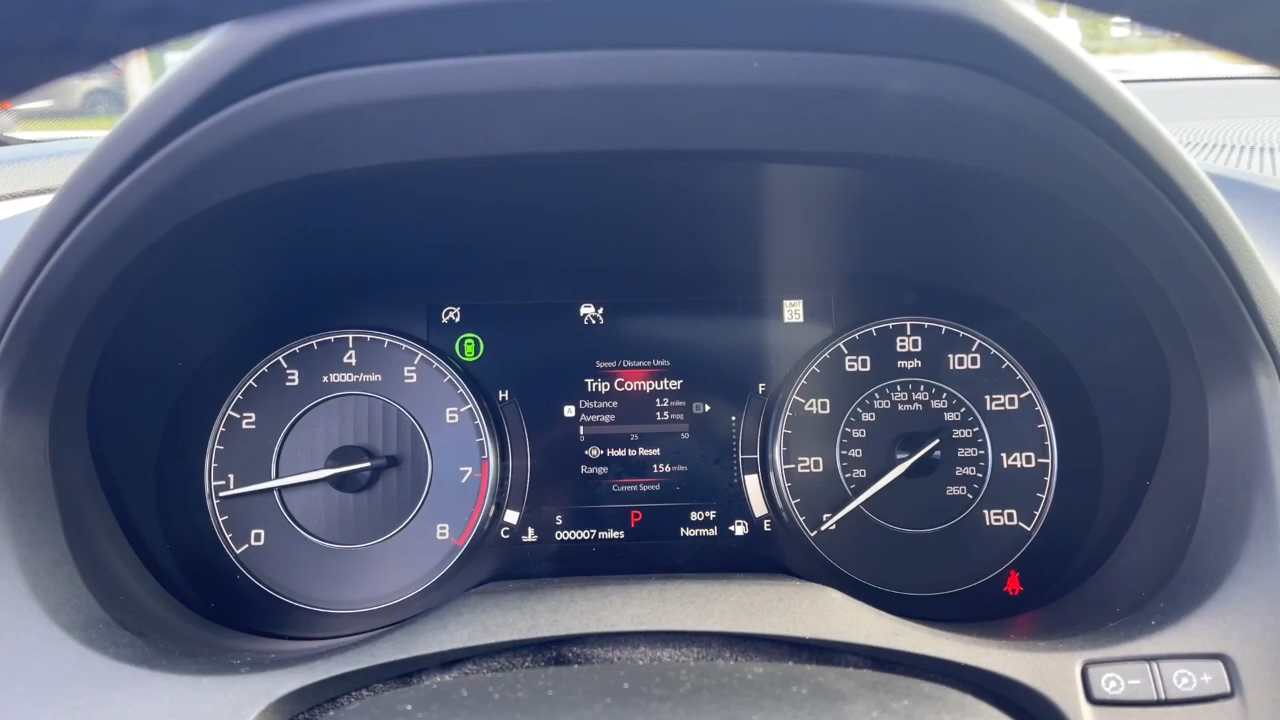 LIMIT
35
4
x1000r/min
3
5
2
6
1
7
0
8
H
C
Speed / Distance Units
Trip Computer
A
Distance 1.2 miles
B
Average 1.5 mpg
0 25 50
Hold to Reset
Range 156 miles
Current Speed
S P 80°F
000007 miles Normal
F
E
80
mph
60 100
40 120
20 140
160
120 140
100 160
km/h
80 180
60 200
40 220
20 240
260
- +